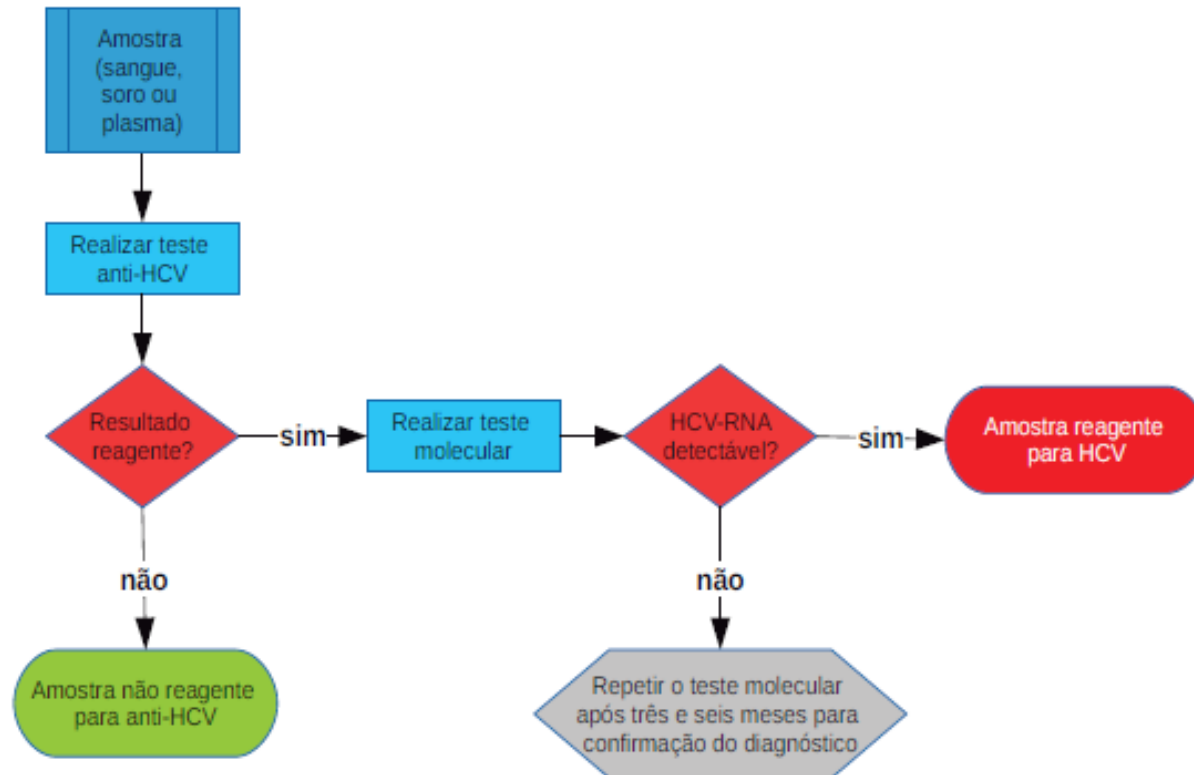 Amostra
(sangue,
soro ou
plasma)
Realizar teste
anti-HCV
Resultado
reagente?
sim
Realizar teste
molecular
HCV-RNA
detectável?
sim
Amostra reagente
para HCV
não
não
Amostra não reagente
para anti-HCV
Repetir o teste molecular
após três e seis meses para
confirmação do diagnóstico